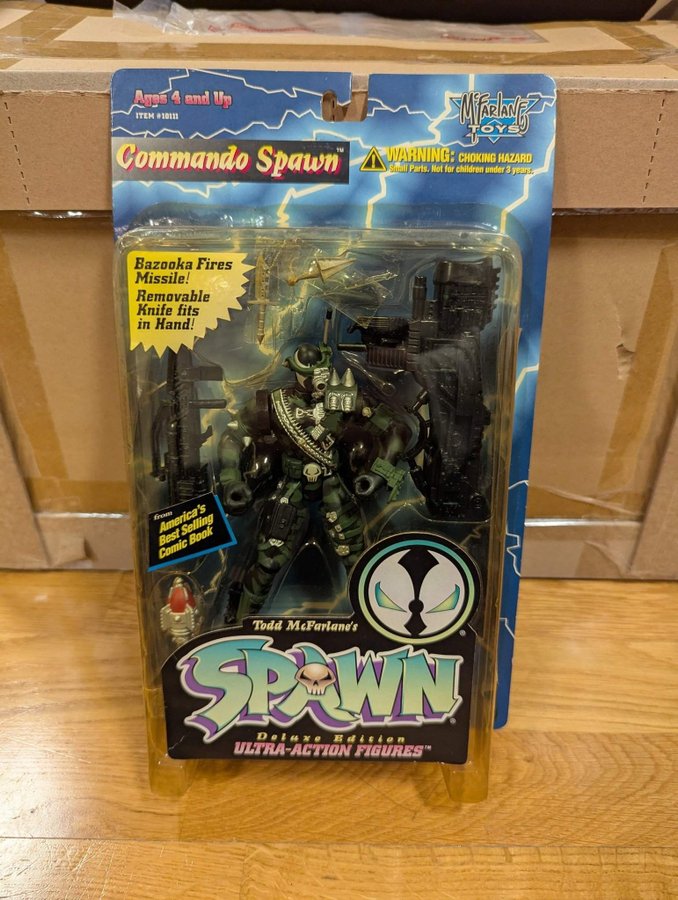 Ages 4 and Up
ITEM #10111
McFarlane
TOYS
Commando Spawn™
WARNING: CHOKING HAZARD
Small Parts. Not for children under 3 years.
Bazooka Fires
Missile!
Removable
Knife fits
in Hand!
from
America's
Best Selling
Comic Book
Todd McFarlane's
SPAWN®
Deluxe Edition
ULTRA-ACTION FIGURES™